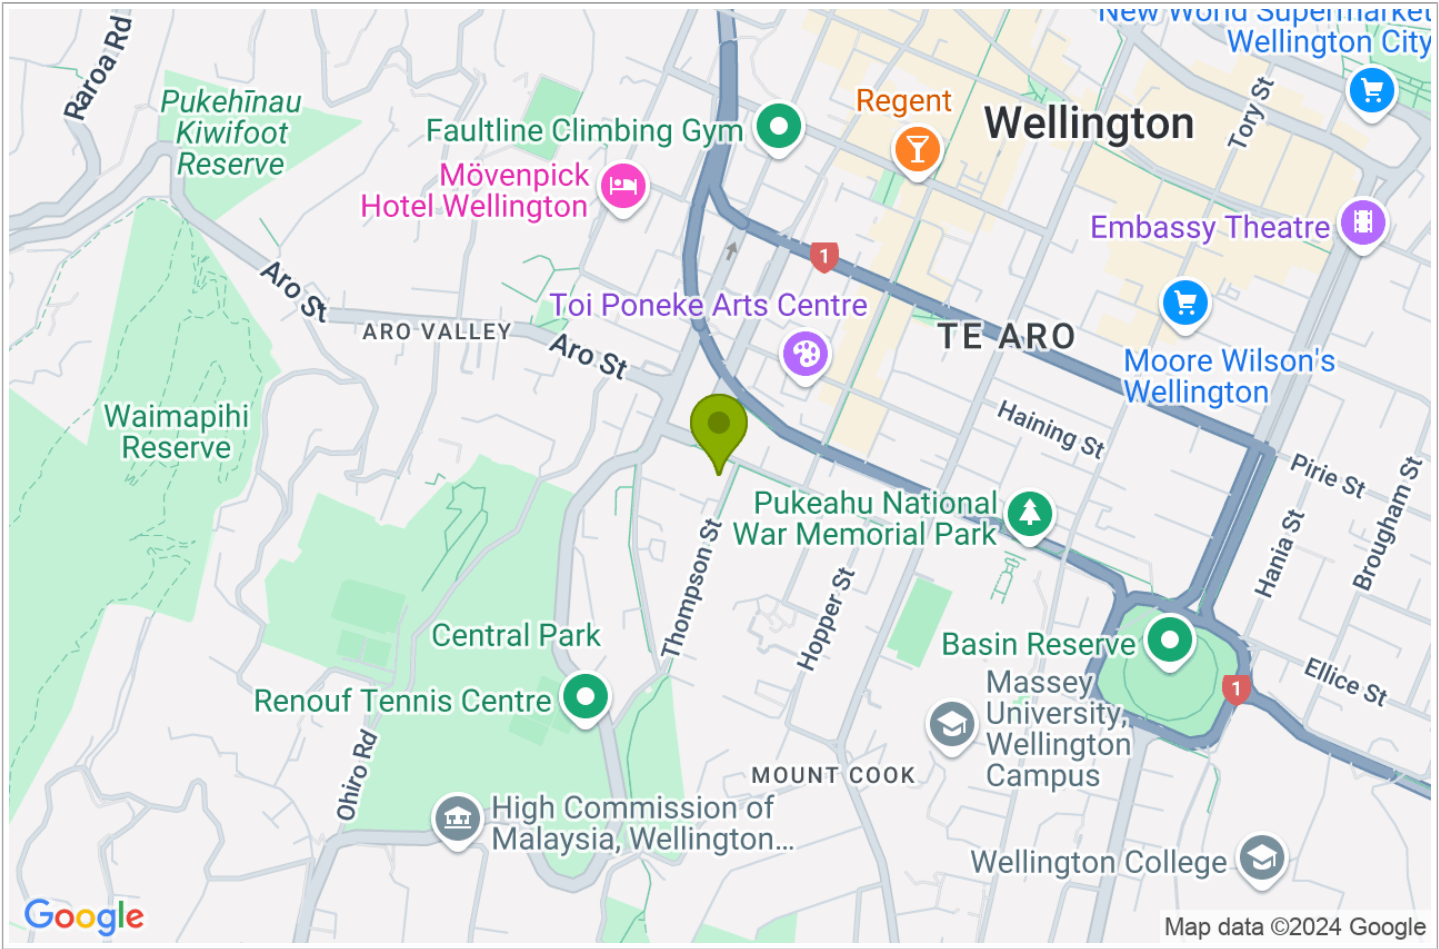 New World Supermarket
Wellington City
Raroa Rd
Pukehīnau
Kiwifoot
Reserve
Regent
Faultline Climbing Gym
Wellington
Tory St
Mövenpick
Hotel Wellington
Embassy Theatre
1
Aro St
Toi Poneke Arts Centre
ARO VALLEY
Aro St
TE ARO
Moore Wilson's
Wellington
Waimapihi
Reserve
Haining St
Pirie St
Brougham St
Pukeahu National
War Memorial Park
Hania St
Thompson St
Hopper St
Central Park
Basin Reserve
Ellice St
Renouf Tennis Centre
1
Massey
University,
Wellington
Campus
Ohiro Rd
MOUNT COOK
High Commission of
Malaysia, Wellington...
Wellington College
Google
Map data ©2024 Google